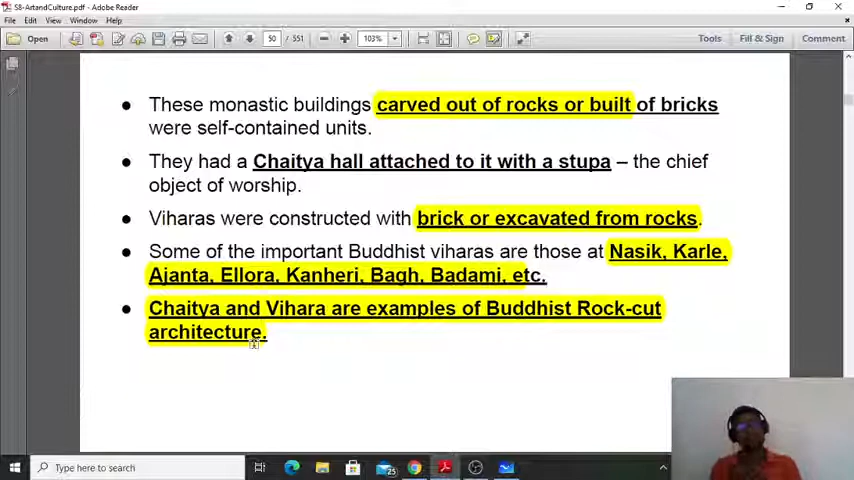 S8-ArtandCulture.pdf - Adobe Reader
File Edit View Window Help
Open 50 / 551 103% Tools Fill & Sign Comment
● These monastic buildings carved out of rocks or built of bricks
were self-contained units.
● They had a Chaitya hall attached to it with a stupa – the chief
object of worship.
● Viharas were constructed with brick or excavated from rocks.
● Some of the important Buddhist viharas are those at Nasik, Karle,
Ajanta, Ellora, Kanheri, Bagh, Badami, etc.
● Chaitya and Vihara are examples of Buddhist Rock-cut
architecture.
Type here to search
25